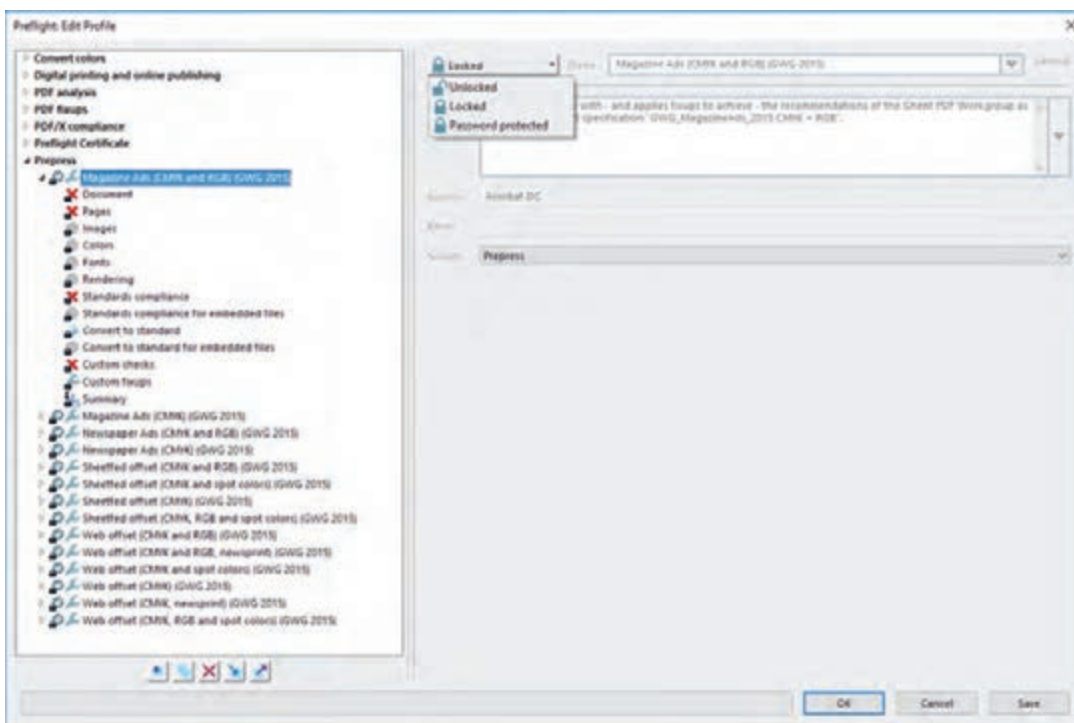 Preflight: Edit Profile
Convert colors
Digital printing and online publishing
PDF analysis
PDF fixups
PDF/X compliance
Preflight Certificate
Prepress
Magazine Ads (CMYK and RGB) (GWG 2015)
Document
Pages
Images
Colors
Fonts
Rendering
Standards compliance
Standards compliance for embedded files
Convert to standard
Convert to standard for embedded files
Custom checks
Custom fixups
Summary
Magazine Ads (CMYK) (GWG 2015)
Newspaper Ads (CMYK and RGB) (GWG 2015)
Newspaper Ads (CMYK) (GWG 2015)
Sheetfed offset (CMYK and RGB) (GWG 2015)
Sheetfed offset (CMYK and spot colors) (GWG 2015)
Sheetfed offset (CMYK) (GWG 2015)
Sheetfed offset (CMYK, RGB and spot colors) (GWG 2015)
Web offset (CMYK and RGB) (GWG 2015)
Web offset (CMYK and RGB, newsprint) (GWG 2015)
Web offset (CMYK and spot colors) (GWG 2015)
Web offset (CMYK) (GWG 2015)
Web offset (CMYK, newsprint) (GWG 2015)
Web offset (CMYK, RGB and spot colors) (GWG 2015)
Locked Magazine Ads (CMYK and RGB) (GWG 2015)
Unlocked
Locked
Password protected
with - and applies fixups to achieve - the recommendations of the Ghent PDF Workgroup as
specification 'GWG_MagazineAds_2015 CMYK + RGB'.
Acrobat DC
Prepress
OK Cancel Save